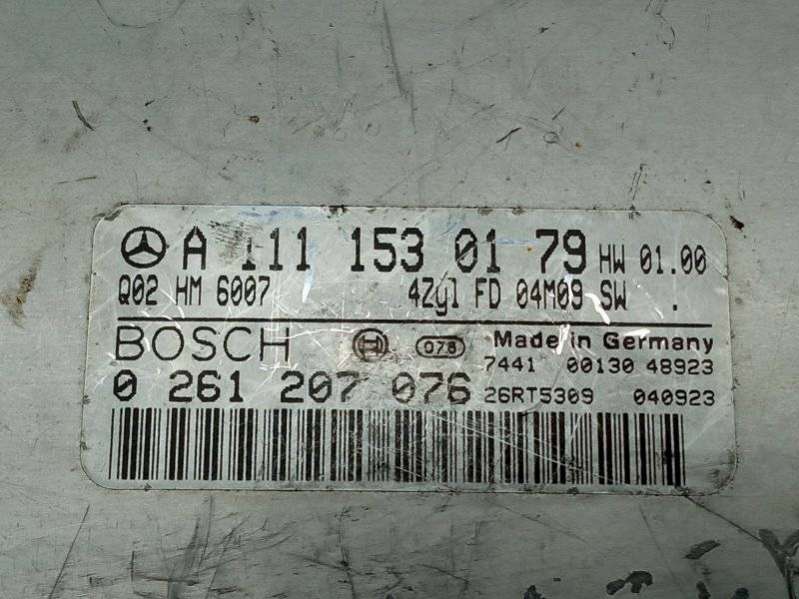 A 111 153 01 79 HW 01.00
Q02 HM 6007 4Zyl FD 04M09 SW .
BOSCH 078 Made in Germany
7441 00130 48923
0 261 207 076 26RT5309 040923